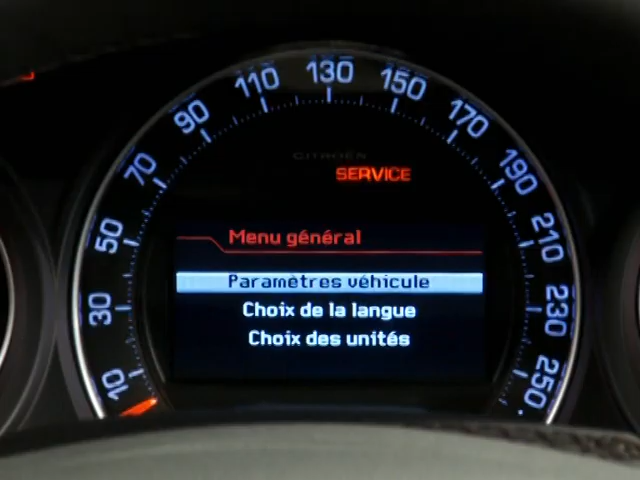 10
30
50
70
90
110
130
150
170
190
210
230
250
CITROËN
SERVICE
Menu général
Paramètres véhicule
Choix de la langue
Choix des unités